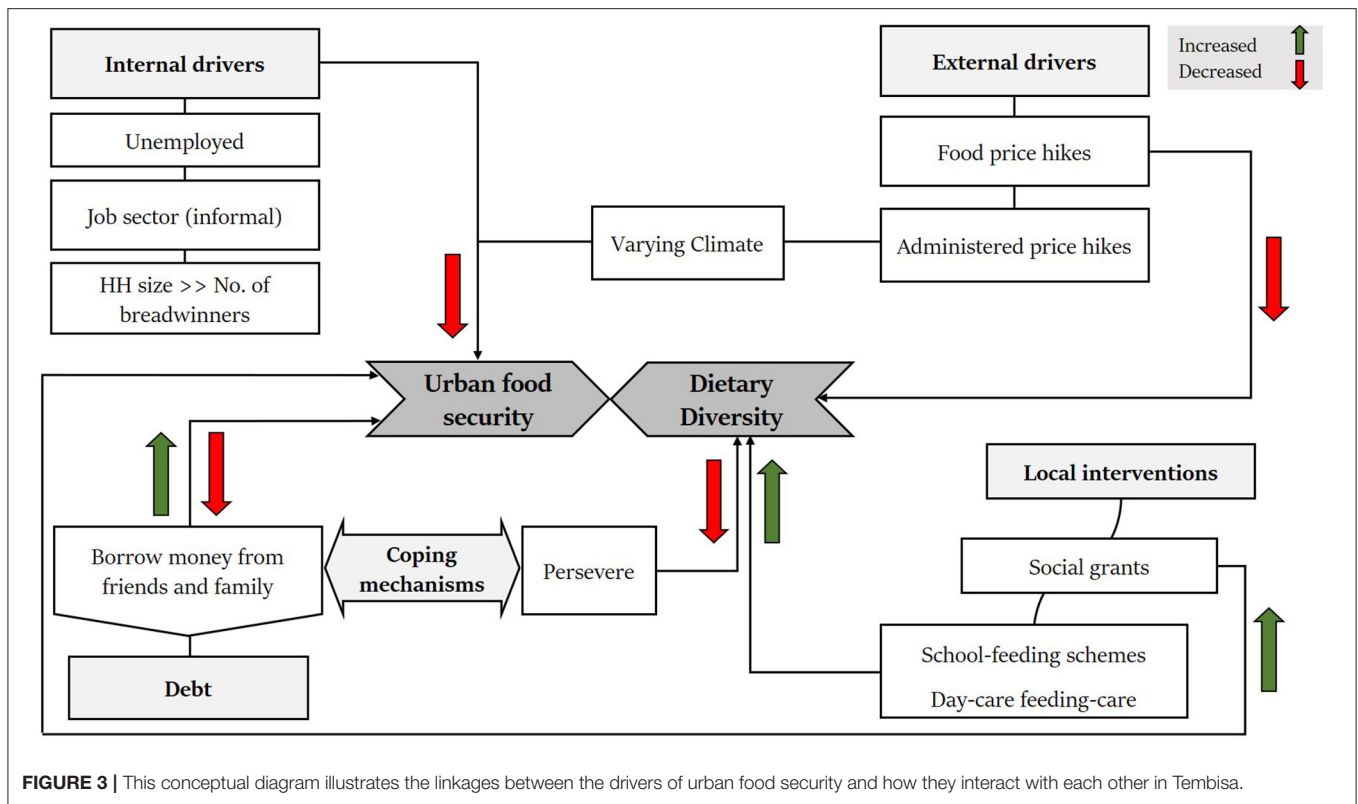 Internal drivers
Unemployed
Job sector (informal)
HH size >> No. of
breadwinners
External drivers
Food price hikes
Administered price hikes
Varying Climate
Increased
Decreased
Urban food
security
Dietary
Diversity
Borrow money from
friends and family
Debt
Coping
mechanisms
Persevere
Local interventions
Social grants
School-feeding schemes
Day-care feeding-care
FIGURE 3 | This conceptual diagram illustrates the linkages between the drivers of urban food security and how they interact with each other in Tembisa.